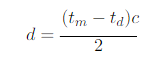 d = \frac{(t_m - t_d)c}{2}